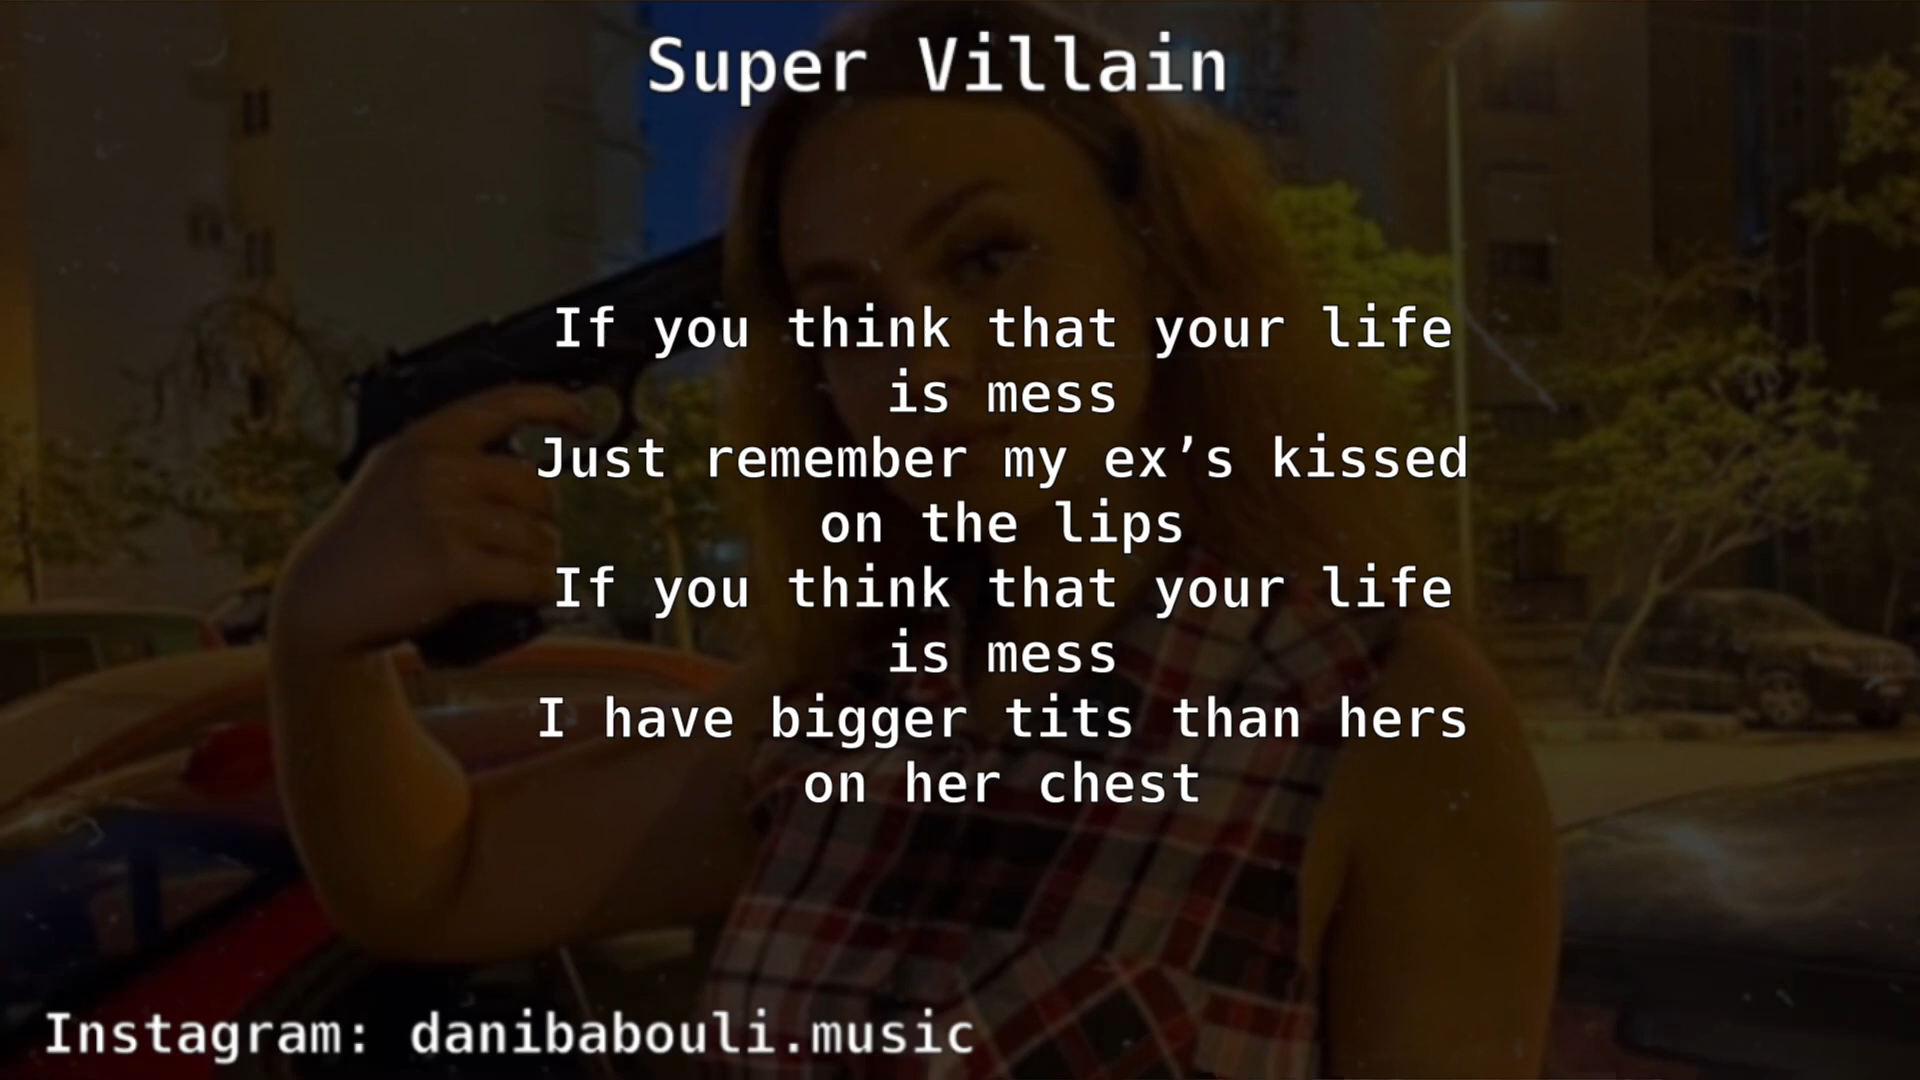 Super Villain
If you think that your life
is mess
Just remember my ex’s kissed
on the lips
If you think that your life
is mess
I have bigger tits than hers
on her chest
Instagram: danibabouli.music